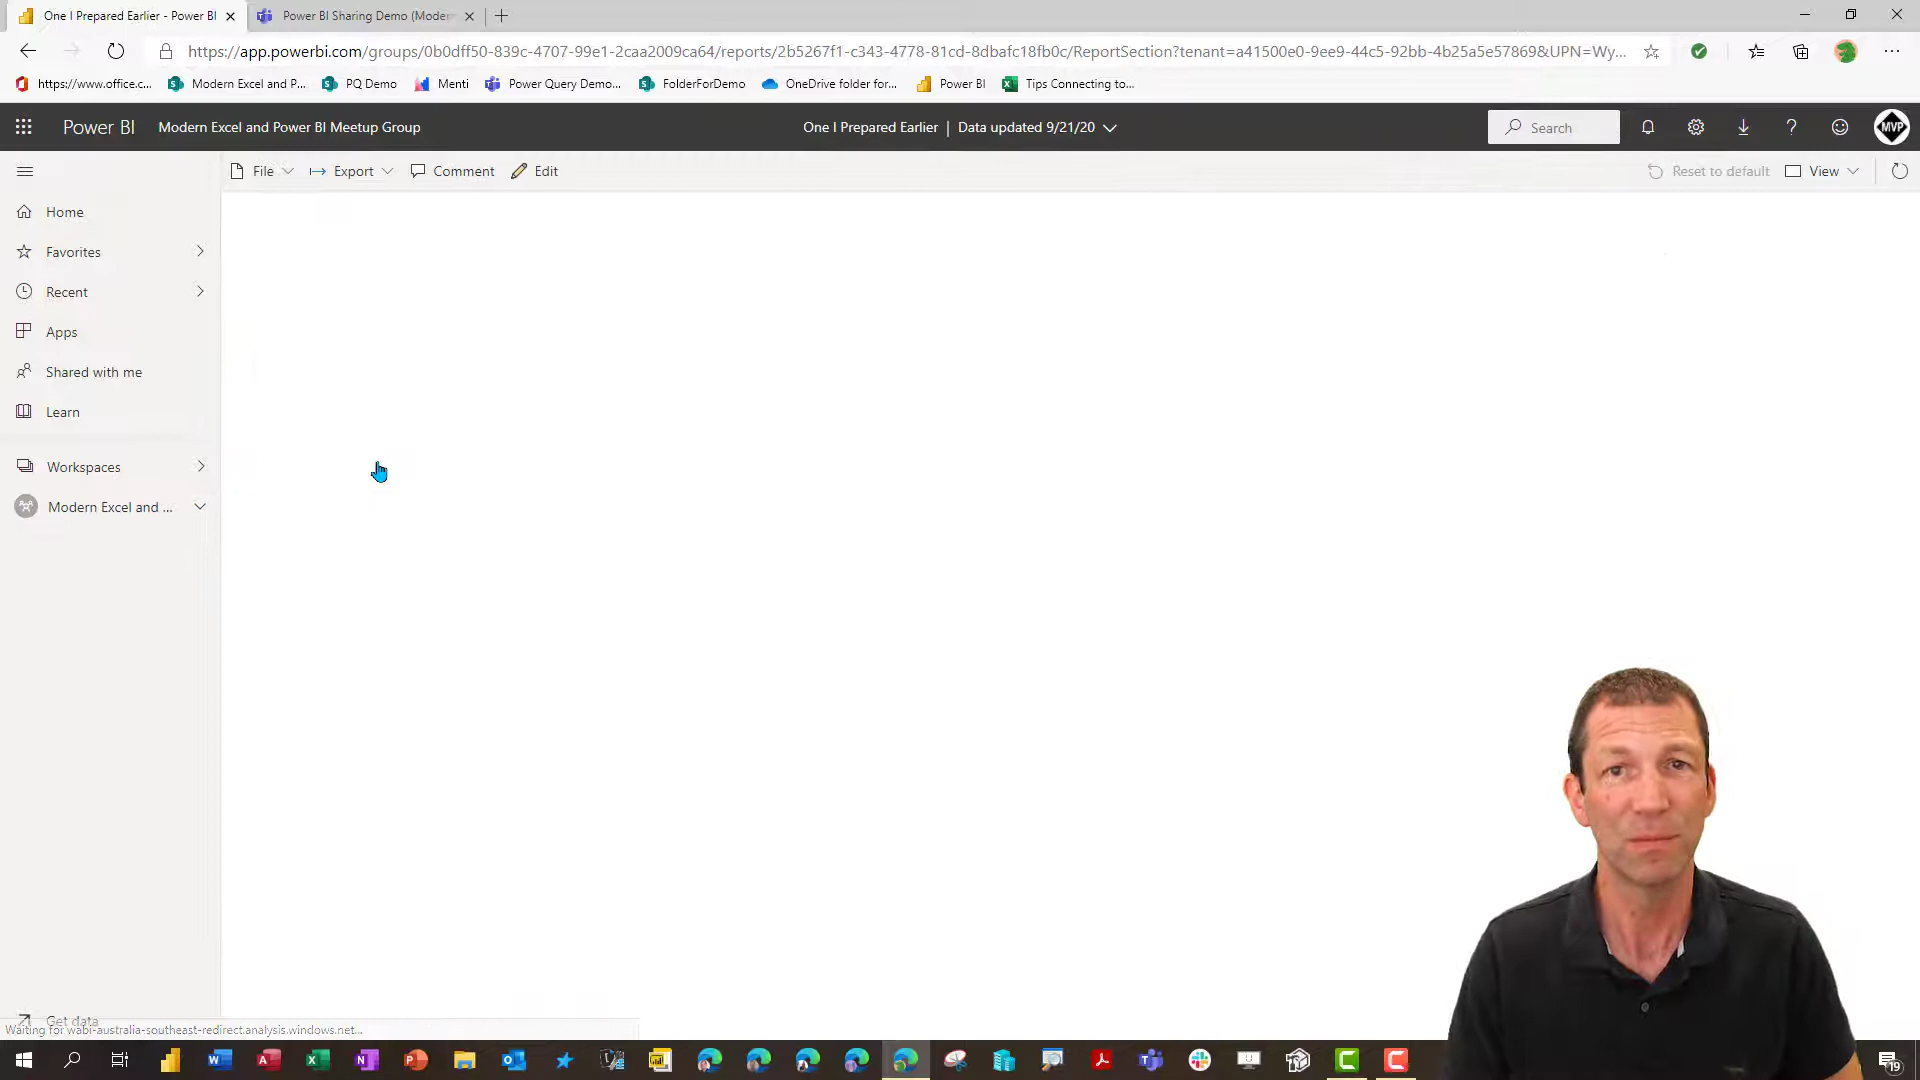 One I Prepared Earlier - Power BI
Power BI Sharing Demo (Moder
https://app.powerbi.com/groups/0b0dff50-839c-4707-99e1-2caa2009ca64/reports/2b5267f1-c343-4778-81cd-8dbafc18fb0c/ReportSection?tenant=a41500e0-9ee9-44c5-92bb-4b25a5e57869&UPN=Wy...
https://www.office.c...
Modern Excel and P...
PQ Demo
Menti
Power Query Demo...
FolderForDemo
OneDrive folder for...
Power BI
Tips Connecting to...
Power BI
Modern Excel and Power BI Meetup Group
One I Prepared Earlier | Data updated 9/21/20
Search
MVP
File
Export
Comment
Edit
Reset to default
View
Home
Favorites
Recent
Apps
Shared with me
Learn
Workspaces
Modern Excel and ...
Get data
Waiting for wabi-australia-southeast-redirect.analysis.windows.net...
19